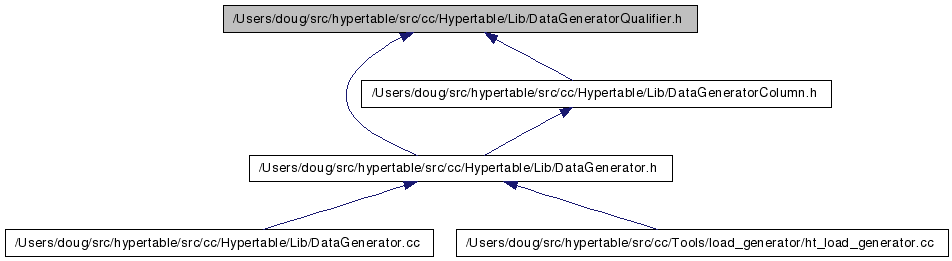 /Users/doug/src/hypertable/src/cc/Hypertable/Lib/DataGeneratorQualifier.h
/Users/doug/src/hypertable/src/cc/Hypertable/Lib/DataGeneratorColumn.h
/Users/doug/src/hypertable/src/cc/Hypertable/Lib/DataGenerator.h
/Users/doug/src/hypertable/src/cc/Hypertable/Lib/DataGenerator.cc
/Users/doug/src/hypertable/src/cc/Tools/load_generator/ht_load_generator.cc